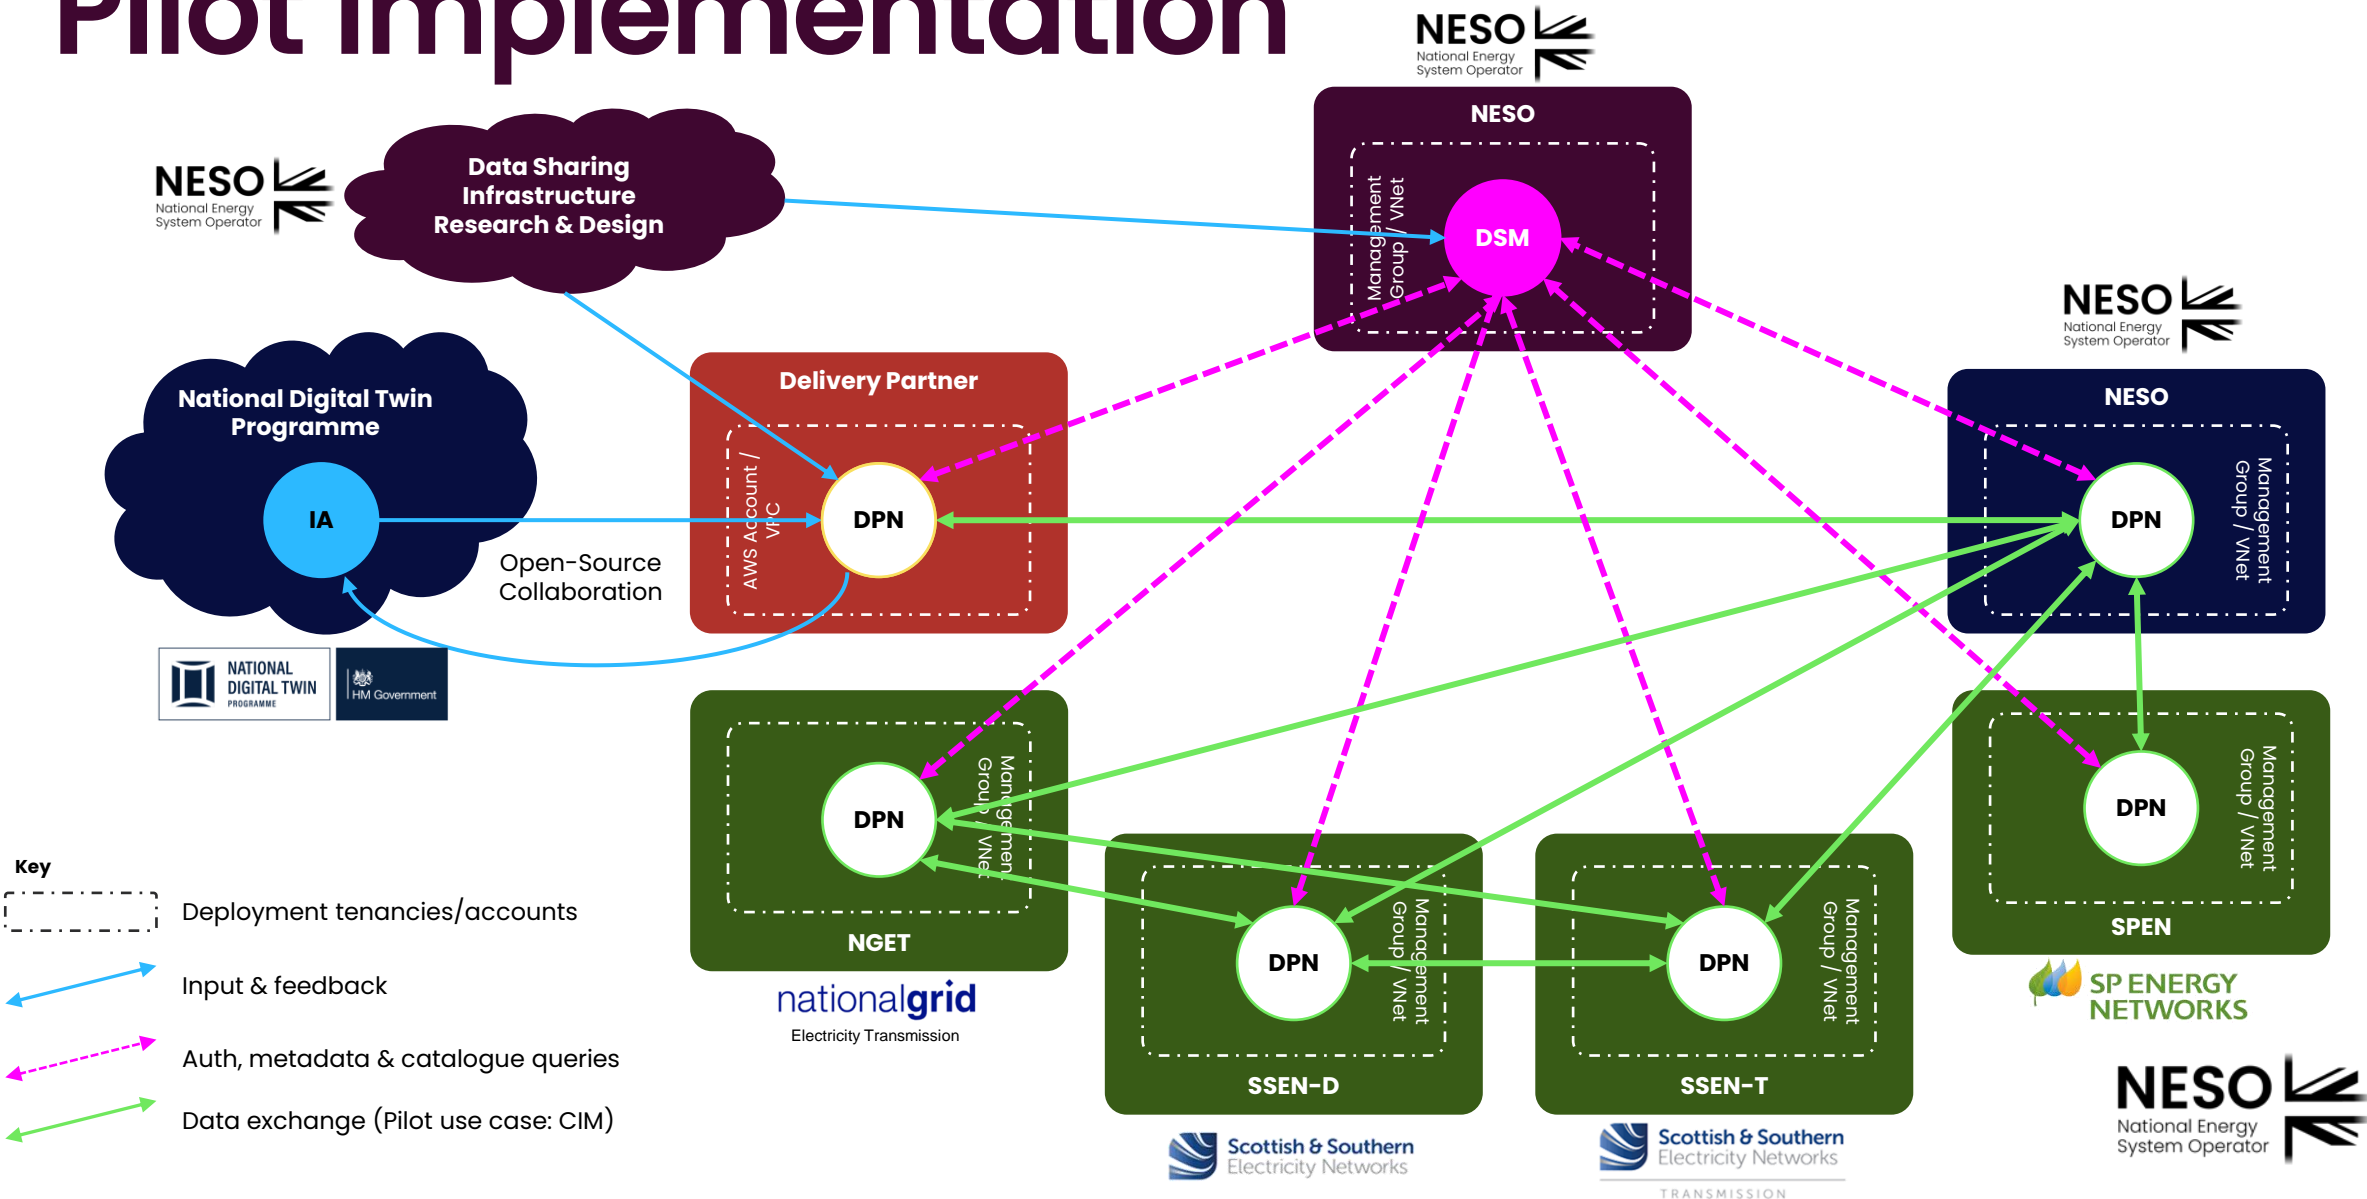 Pilot Implementation
NESO
National Energy
System Operator
NESO
Management
Group / VNet
DSM
NESO
National Energy
System Operator
Data Sharing
Infrastructure
Research & Design
National Digital Twin
Programme
IA
Open-Source
Collaboration
NATIONAL
DIGITAL TWIN
PROGRAMME
HM Government
Delivery Partner
AWS Account /
VPC
DPN
NESO
National Energy
System Operator
NESO
DPN
Management
Group / VNet
DPN
Management
Group / VNet
NGET
nationalgrid
Electricity Transmission
DPN
Management
Group / VNet
SSEN-D
Scottish & Southern
Electricity Networks
DPN
Management
Group / VNet
SSEN-T
Scottish & Southern
Electricity Networks
TRANSMISSION
DPN
Management
Group / VNet
SPEN
SP ENERGY
NETWORKS
Key
Deployment tenancies/accounts
Input & feedback
Auth, metadata & catalogue queries
Data exchange (Pilot use case: CIM)
NESO
National Energy
System Operator